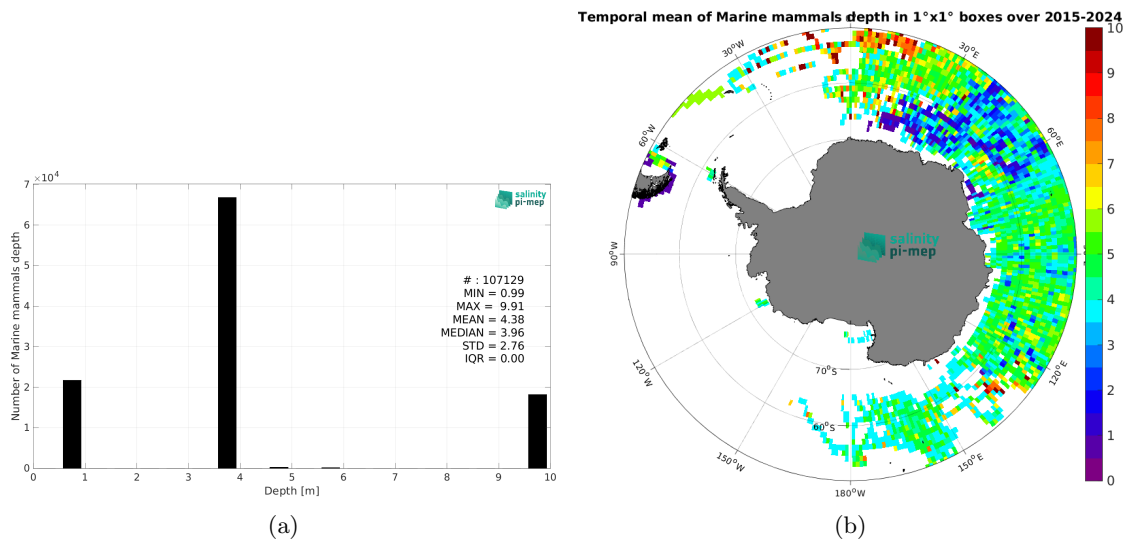 Temporal mean of Marine mammals depth in 1°x1° boxes over 2015-2024
7
x 10⁴
6
5
4
3
2
1
0
Number of Marine mammals depth
salinity
pi-mep
# : 107129
MIN = 0.99
MAX = 9.91
MEAN = 4.38
MEDIAN = 3.96
STD = 2.76
IQR = 0.00
0 1 2 3 4 5 6 7 8 9 10
Depth [m]
(a)
30°W
30°E
60°W
60°E
90°W
salinity
pi-mep
120°W
120°E
70°S
60°S
150°W
150°E
180°W
10
9
8
7
6
5
4
3
2
1
0
(b)